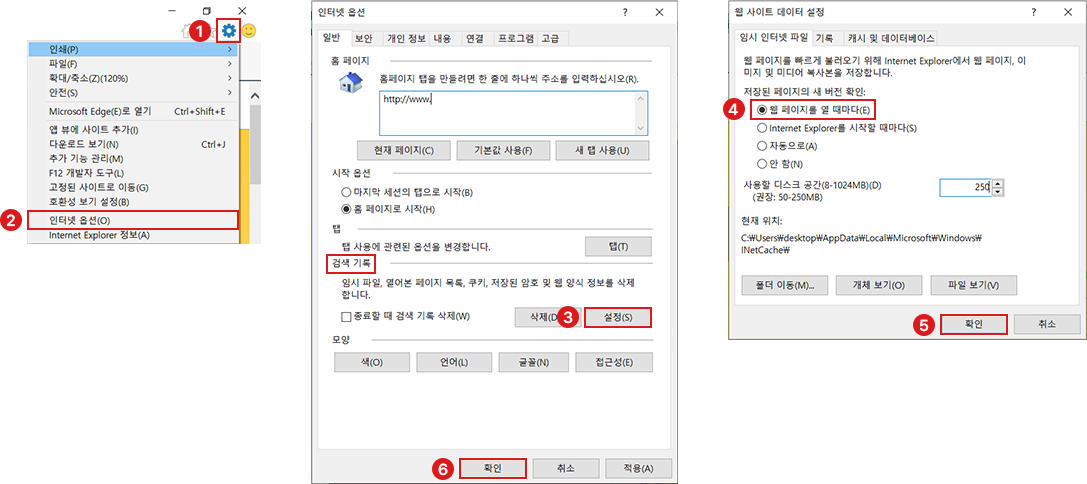 1
인쇄(P)
파일(F)
확대/축소(Z)(120%)
안전(S)
Microsoft Edge(E)로 열기 Ctrl+Shift+E
앱 뷰에 사이트 추가(I)
다운로드 보기(N) Ctrl+J
추가 기능 관리(M)
F12 개발자 도구(L)
고정된 사이트로 이동(G)
호환성 보기 설정(B)
2 인터넷 옵션(O)
Internet Explorer 정보(A)
인터넷 옵션
일반 보안 개인 정보 내용 연결 프로그램 고급
홈 페이지
홈페이지 탭을 만들려면 한 줄에 하나씩 주소를 입력하십시오(R).
http://www.
현재 페이지(C) 기본값 사용(F) 새 탭 사용(U)
시작 옵션
마지막 세션의 탭으로 시작(B)
홈 페이지로 시작(H)
탭
탭 사용에 관련된 옵션을 변경합니다. 탭(T)
검색 기록
임시 파일, 열어본 페이지 목록, 쿠키, 저장된 암호 및 웹 양식 정보를 삭제
합니다.
종료할 때 검색 기록 삭제(W) 삭제(D 3 설정(S)
모양
색(O) 언어(L) 글꼴(N) 접근성(E)
6 확인 취소 적용(A)
웹 사이트 데이터 설정
임시 인터넷 파일 기록 캐시 및 데이터베이스
웹 페이지를 빠르게 불러오기 위해 Internet Explorer에서 웹 페이지, 이
미지 및 미디어 복사본을 저장합니다.
저장된 페이지의 새 버전 확인:
4 웹 페이지를 열 때마다(E)
Internet Explorer를 시작할 때마다(S)
자동으로(A)
안 함(N)
사용할 디스크 공간(8-1024MB)(D) 250
(권장: 50-250MB)
현재 위치:
C:₩Users₩desktop₩AppData₩Local₩Microsoft₩Windows₩
INetCache₩
폴더 이동(M)... 개체 보기(O) 파일 보기(V)
5 확인 취소